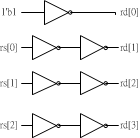 1'b1 rd[0]
rs[0] rd[1]
rs[1] rd[2]
rs[2] rd[3]